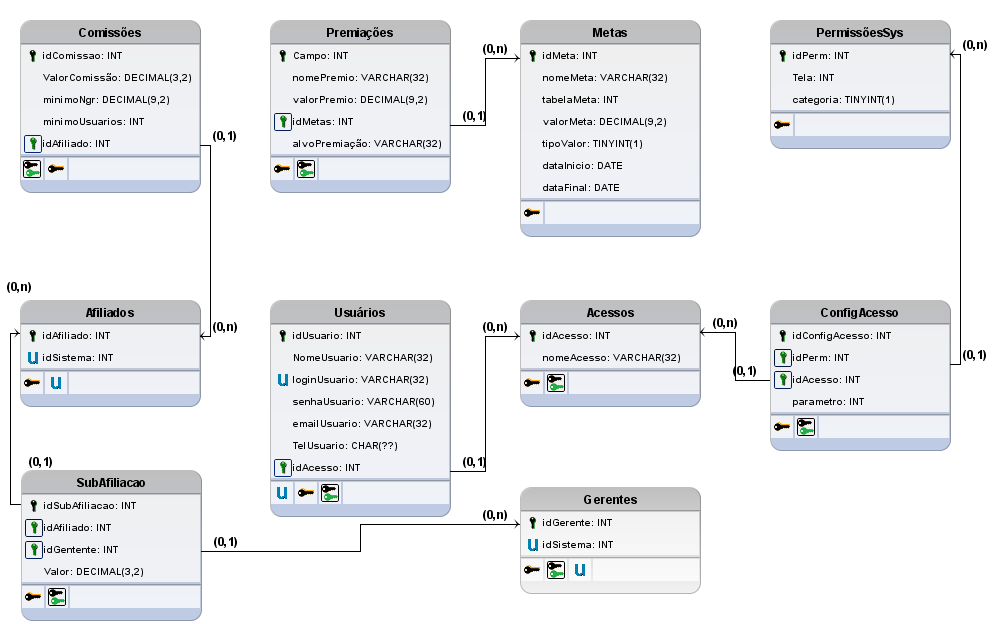 Comissões
idComissao: INT
ValorComissão: DECIMAL(3,2)
minimoNgr: DECIMAL(9,2)
minimoUsuarios: INT
idAfiliado: INT
(0,1)
Premiações
Campo: INT
nomePremio: VARCHAR(32)
valorPremio: DECIMAL(9,2)
idMetas: INT
alvoPremiação: VARCHAR(32)
(0,n)
(0,1)
Metas
idMeta: INT
nomeMeta: VARCHAR(32)
tabelaMeta: INT
valorMeta: DECIMAL(9,2)
tipoValor: TINYINT(1)
dataInicio: DATE
dataFinal: DATE
PermissõesSys
idPerm: INT
Tela: INT
categoria: TINYINT(1)
(0,n)
(0,n)
Afiliados
idAfiliado: INT
U idSistema: INT
U
(0,n)
Usuários
idUsuario: INT
NomeUsuario: VARCHAR(32)
U loginUsuario: VARCHAR(32)
senhaUsuario: VARCHAR(60)
emailUsuario: VARCHAR(32)
TelUsuario: CHAR(??)
idAcesso: INT
U
(0,n)
(0,1)
Acessos
idAcesso: INT
nomeAcesso: VARCHAR(32)
(0,n)
(0,1)
ConfigAcesso
idConfigAcesso: INT
idPerm: INT
idAcesso: INT
parametro: INT
(0,1)
(0,1)
SubAfiliacao
idSubAfiliacao: INT
idAfiliado: INT
idGentente: INT
Valor: DECIMAL(3,2)
(0,1)
(0,n)
Gerentes
idGerente: INT
U idSistema: INT
U